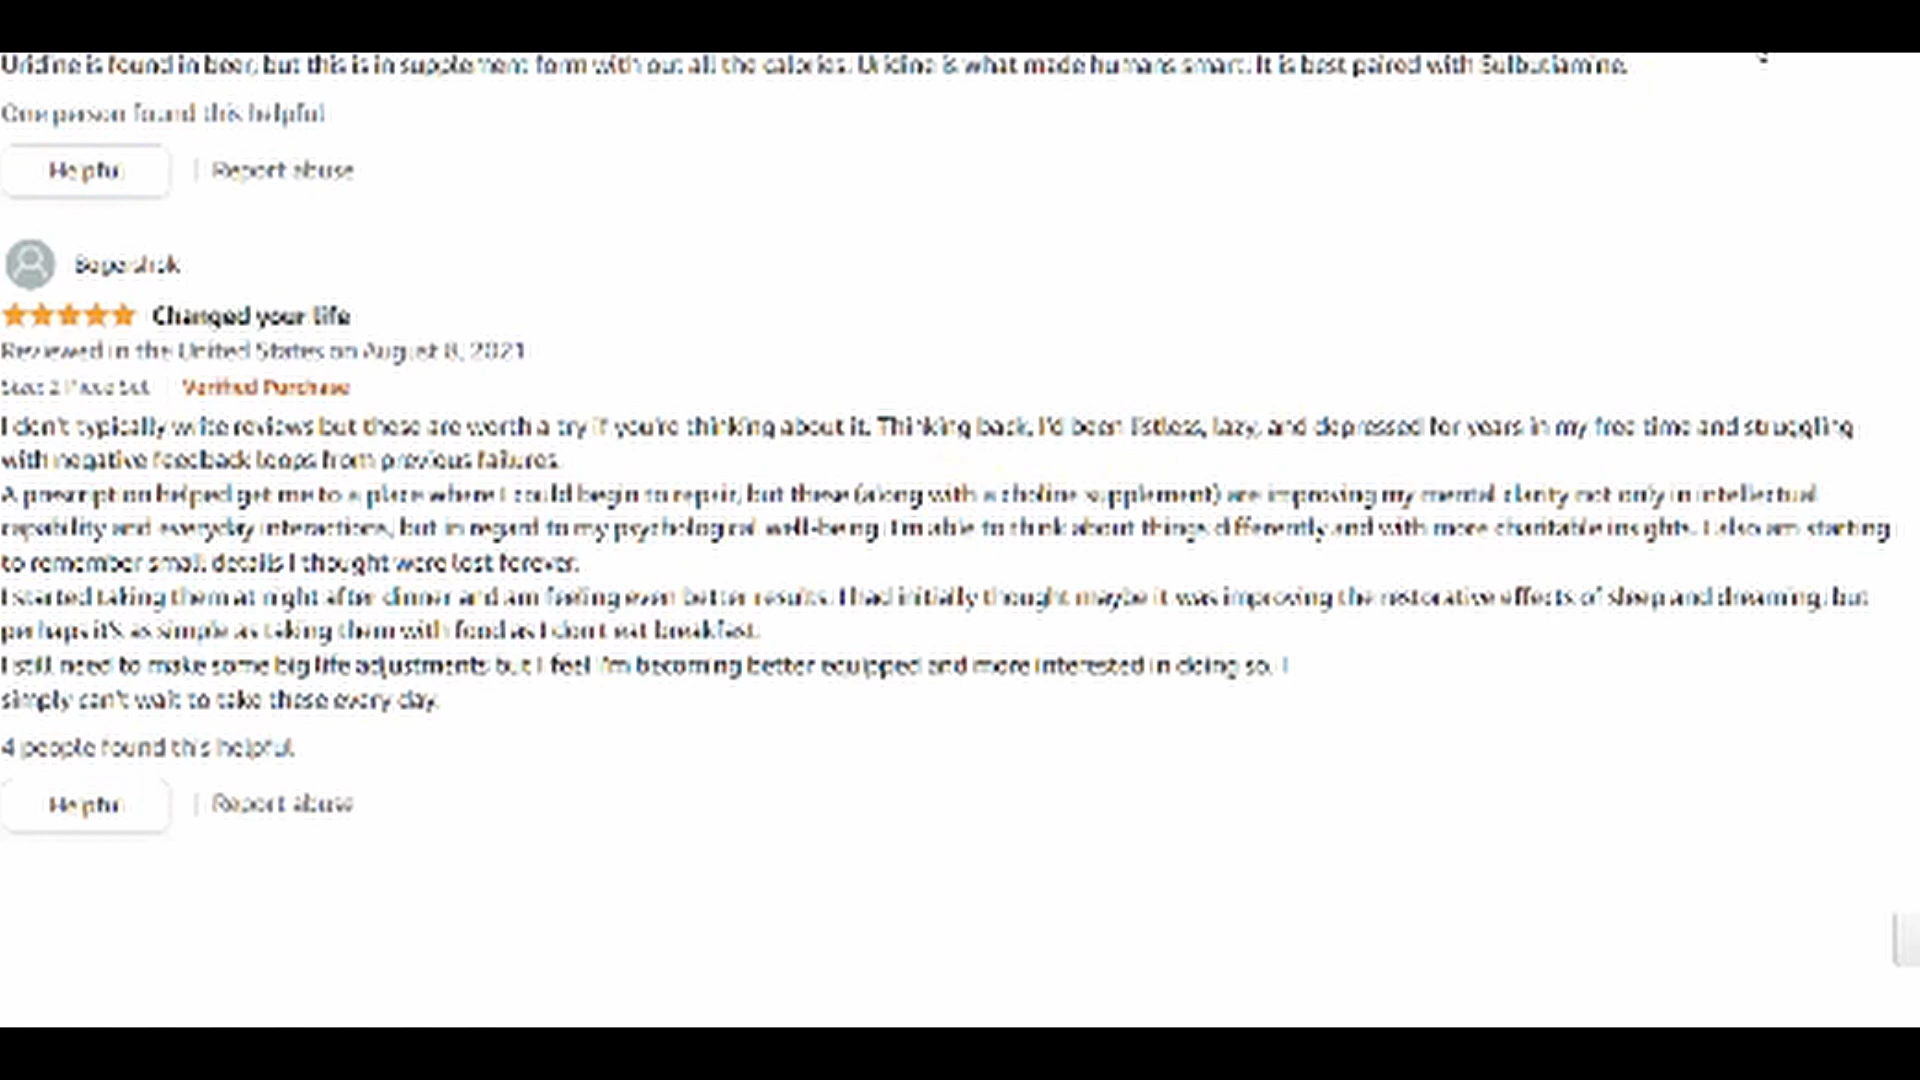 Uridine is found in beer, but this is in supplement form with out all the calories. Uridine is what made humans smart. It is best paired with Sulbutiamine.
One person found this helpful
Helpful
Report abuse
Changed your life
Reviewed in the United States on August 8, 2021
Size: 2 Piece Set Verified Purchase
I don't typically write reviews but these are worth a try if you're thinking about it. Thinking back, I'd been listless, lazy, and depressed for years in my free time and struggling
with negative feedback loops from previous failures.
A prescription helped get me to a place where I could begin to repair, but these (along with a choline supplement) are improving my mental clarity not only in intellectual
capability and everyday interactions, but in regard to my psychological well-being. I'm able to think about things differently and with more charitable insights. I also am starting
to remember small details I thought were lost forever.
I started taking them at night after dinner and am feeling even better results. I had initially thought maybe it was improving the restorative effects of sleep and dreaming, but
perhaps it's as simple as taking them with food as I don't eat breakfast.
I still need to make some big life adjustments but I feel I'm becoming better equipped and more interested in doing so. I
simply can't wait to take these every day.
4 people found this helpful
Helpful
Report abuse